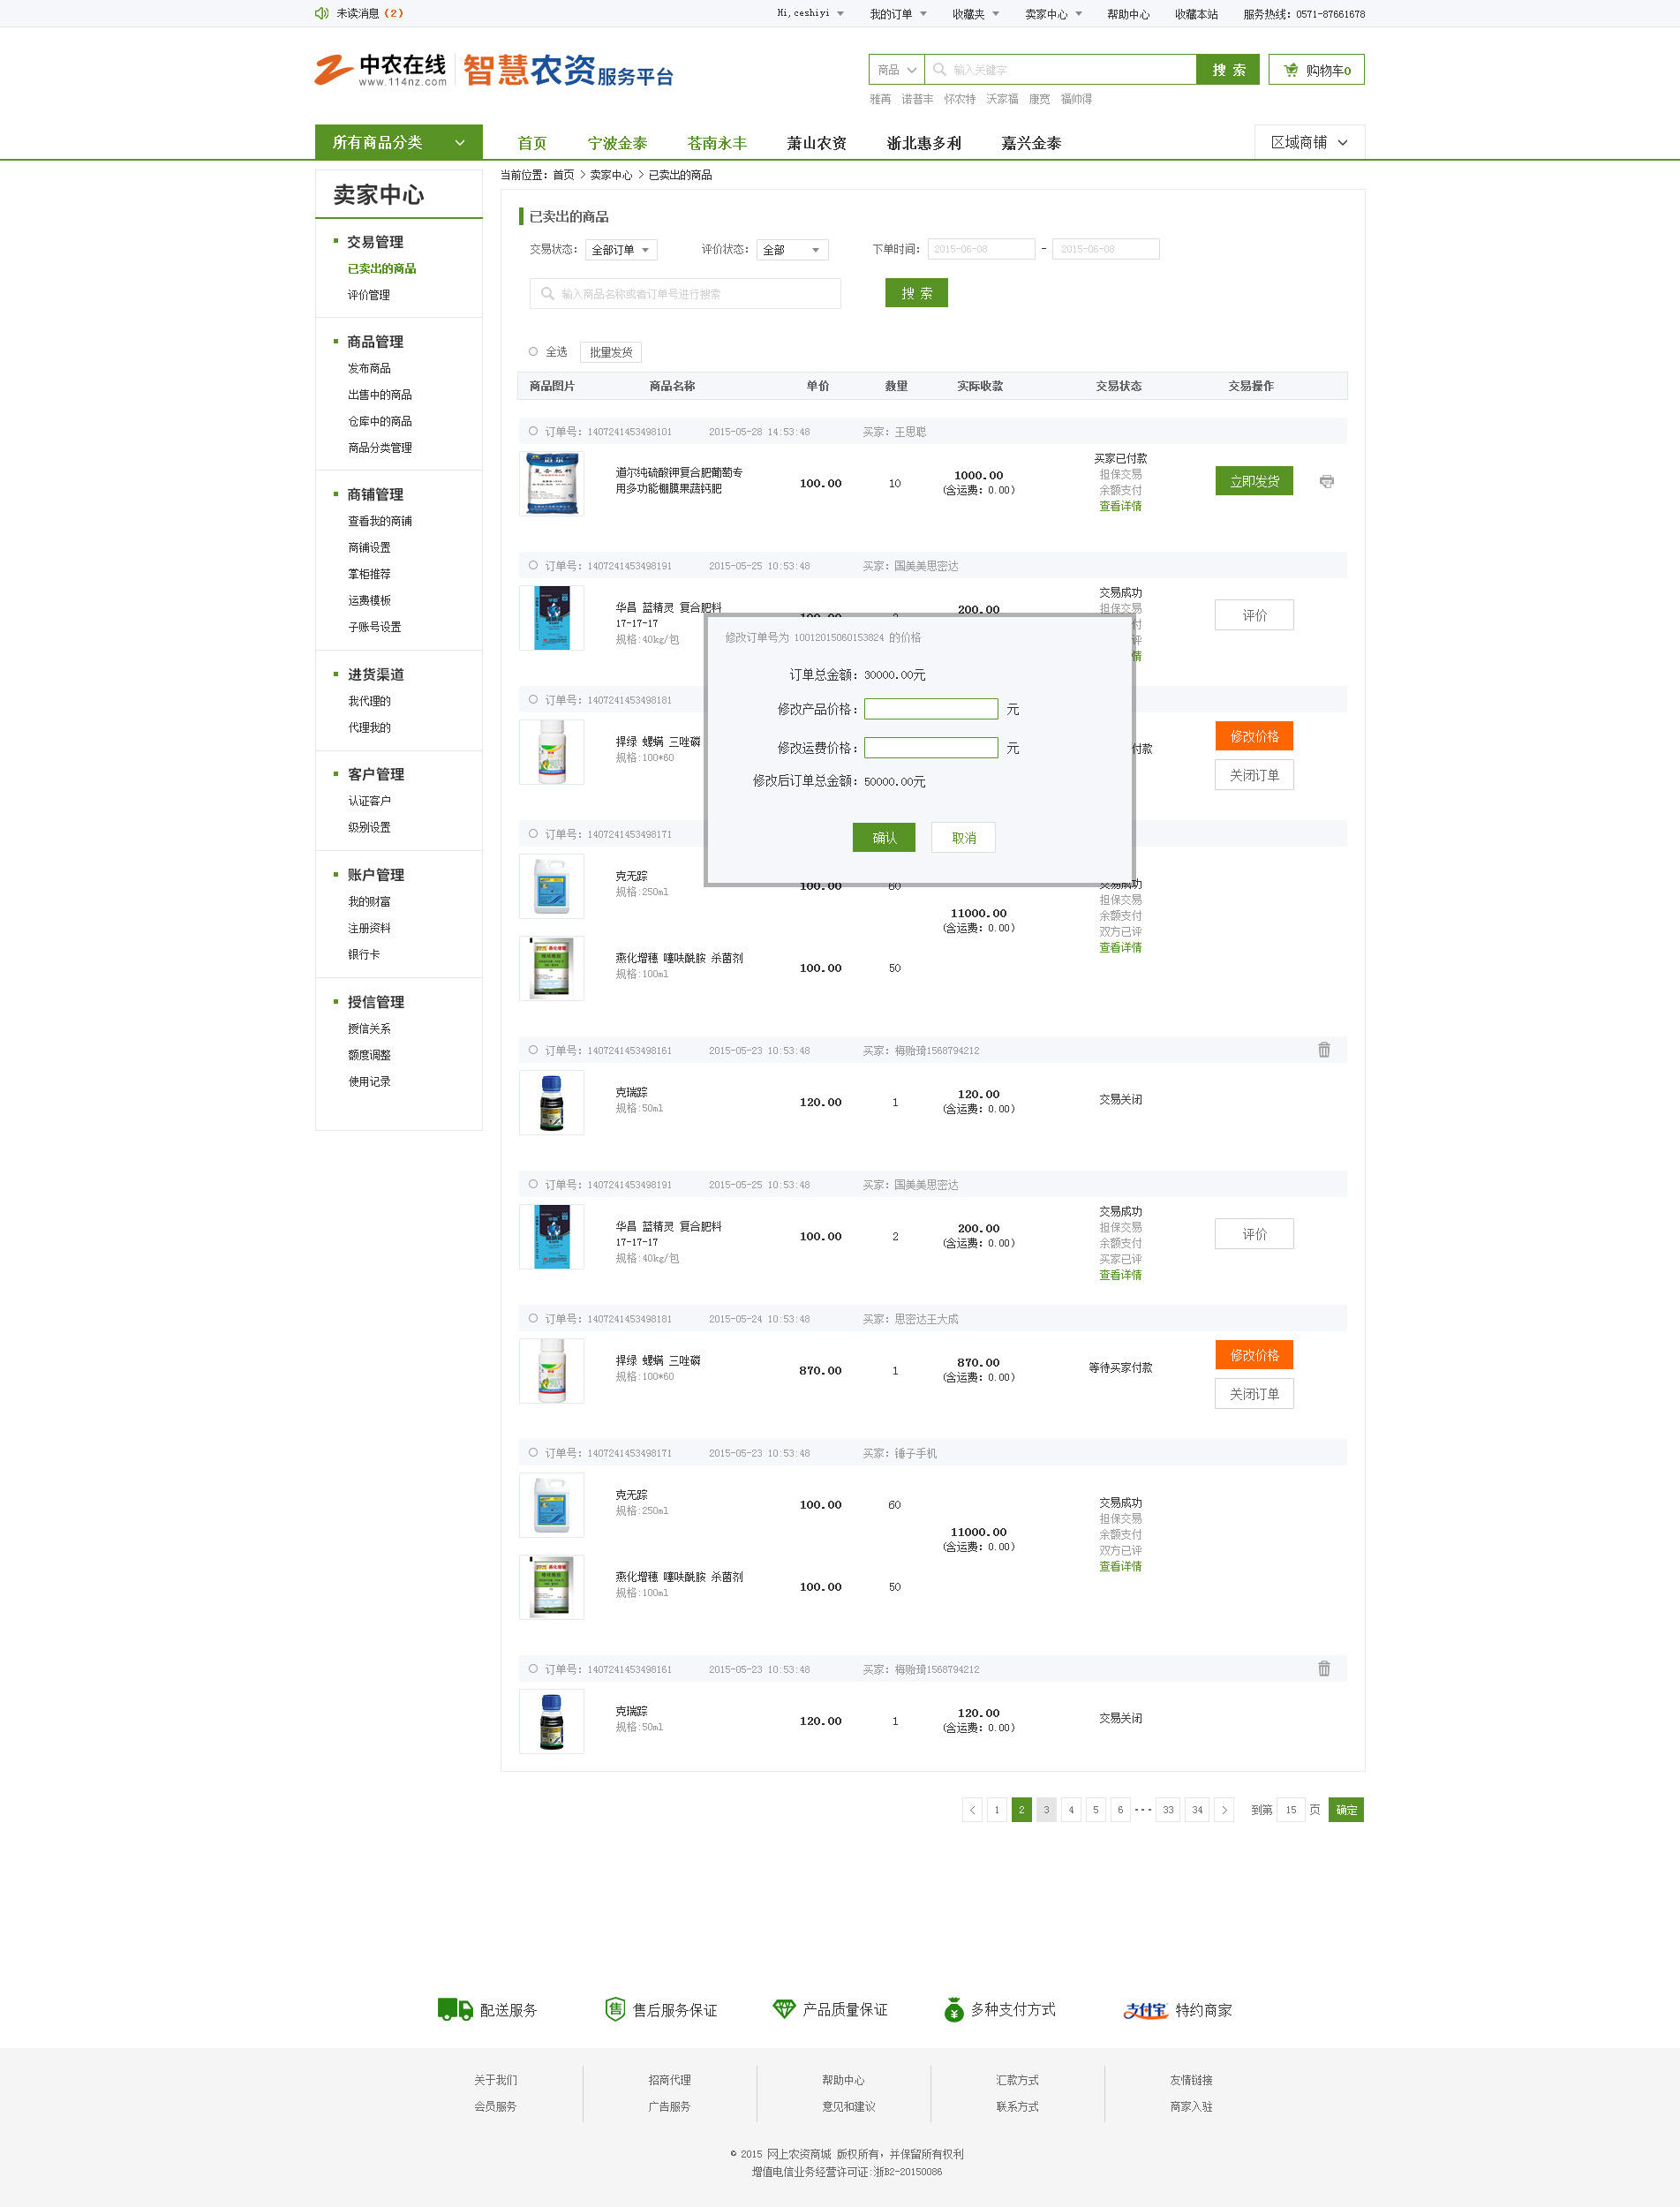 未读消息 (2)
Hi,ceshiyi 我的订单 收藏夹 卖家中心 帮助中心 收藏本站 服务热线: 0571-87661678
中农在线 www.114nz.com 智慧农资服务平台
商品 输入关键字 搜 索 购物车0
雅苒 诺普丰 怀农特 沃家福 康宽 福帅得
所有商品分类 首页 宁波金泰 苍南永丰 萧山农资 浙北惠多利 嘉兴金泰 区域商铺
当前位置: 首页 > 卖家中心 > 已卖出的商品
卖家中心
交易管理
已卖出的商品
评价管理
商品管理
发布商品
出售中的商品
仓库中的商品
商品分类管理
商铺管理
查看我的商铺
商铺设置
掌柜推荐
运费模板
子账号设置
进货渠道
我代理的
代理我的
客户管理
认证客户
级别设置
账户管理
我的财富
注册资料
银行卡
授信管理
授信关系
额度调整
使用记录
已卖出的商品
交易状态: 全部订单 评价状态: 全部 下单时间: 2015-06-08 - 2015-06-08
输入商品名称或者订单号进行搜索 搜 索
全选 批量发货
商品图片 商品名称 单价 数量 实际收款 交易状态 交易操作
订单号: 1407241453498101 2015-05-28 14:53:48 买家: 王思聪
道尔纯硫酸钾复合肥葡萄专
用多功能棚膜果蔬钙肥
100.00 10 1000.00
(含运费: 0.00)
买家已付款
担保交易
余额支付
查看详情
立即发货
订单号: 1407241453498191 2015-05-25 10:53:48 买家: 国美美思密达
华昌 蓝精灵 复合肥料
17-17-17
规格:40kg/包
200.00
交易成功
担保交易
付
评
情
评价
订单号: 1407241453498181
捍绿 螺螨 三唑磷
规格:100*60
付款
修改价格
关闭订单
修改订单号为 10012015060153824 的价格
订单总金额: 30000.00元
修改产品价格: 元
修改运费价格: 元
修改后订单总金额: 50000.00元
确认 取消
订单号: 1407241453498171
克无踪
规格:250ml
100.00 60
11000.00
(含运费: 0.00)
交易成功
担保交易
余额支付
双方已评
查看详情
燕化增穗 噻呋酰胺 杀菌剂
规格:100ml
100.00 50
订单号: 1407241453498161 2015-05-23 10:53:48 买家: 梅贻琦1568794212
克瑞踪
规格:50ml
120.00 1 120.00
(含运费: 0.00)
交易关闭
订单号: 1407241453498191 2015-05-25 10:53:48 买家: 国美美思密达
华昌 蓝精灵 复合肥料
17-17-17
规格:40kg/包
100.00 2 200.00
(含运费: 0.00)
交易成功
担保交易
余额支付
买家已评
查看详情
评价
订单号: 1407241453498181 2015-05-24 10:53:48 买家: 思密达王大成
捍绿 螺螨 三唑磷
规格:100*60
870.00 1 870.00
(含运费: 0.00)
等待买家付款
修改价格
关闭订单
订单号: 1407241453498171 2015-05-23 10:53:48 买家: 锤子手机
克无踪
规格:250ml
100.00 60
11000.00
(含运费: 0.00)
交易成功
担保交易
余额支付
双方已评
查看详情
燕化增穗 噻呋酰胺 杀菌剂
规格:100ml
100.00 50
订单号: 1407241453498161 2015-05-23 10:53:48 买家: 梅贻琦1568794212
克瑞踪
规格:50ml
120.00 1 120.00
(含运费: 0.00)
交易关闭
< 1 2 3 4 5 6 ··· 33 34 > 到第 15 页 确定
配送服务 售后服务保证 产品质量保证 多种支付方式 支付宝 特约商家
关于我们 招商代理 帮助中心 汇款方式 友情链接
会员服务 广告服务 意见和建议 联系方式 商家入驻
© 2015 网上农资商城 版权所有，并保留所有权利
增值电信业务经营许可证:浙B2-20150086